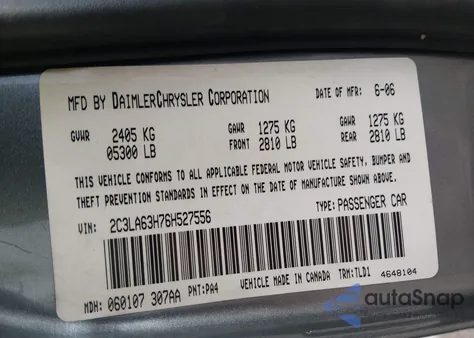 MFD BY DAIMLERCHRYSLER CORPORATION DATE OF MFR: 6-06
GVWR 2405 KG GAWR 1275 KG GAWR 1275 KG
05300 LB FRONT 2810 LB REAR 2810 LB
THIS VEHICLE CONFORMS TO ALL APPLICABLE FEDERAL MOTOR VEHICLE SAFETY, BUMPER AND
THEFT PREVENTION STANDARDS IN EFFECT ON THE DATE OF MANUFACTURE SHOWN ABOVE.
VIN: 2C3LA63H76H527556 TYPE: PASSENGER CAR
MDH: 060107 307AA PNT: PA4 VEHICLE MADE IN CANADA TRM: TLD1 4648104
autoSnap